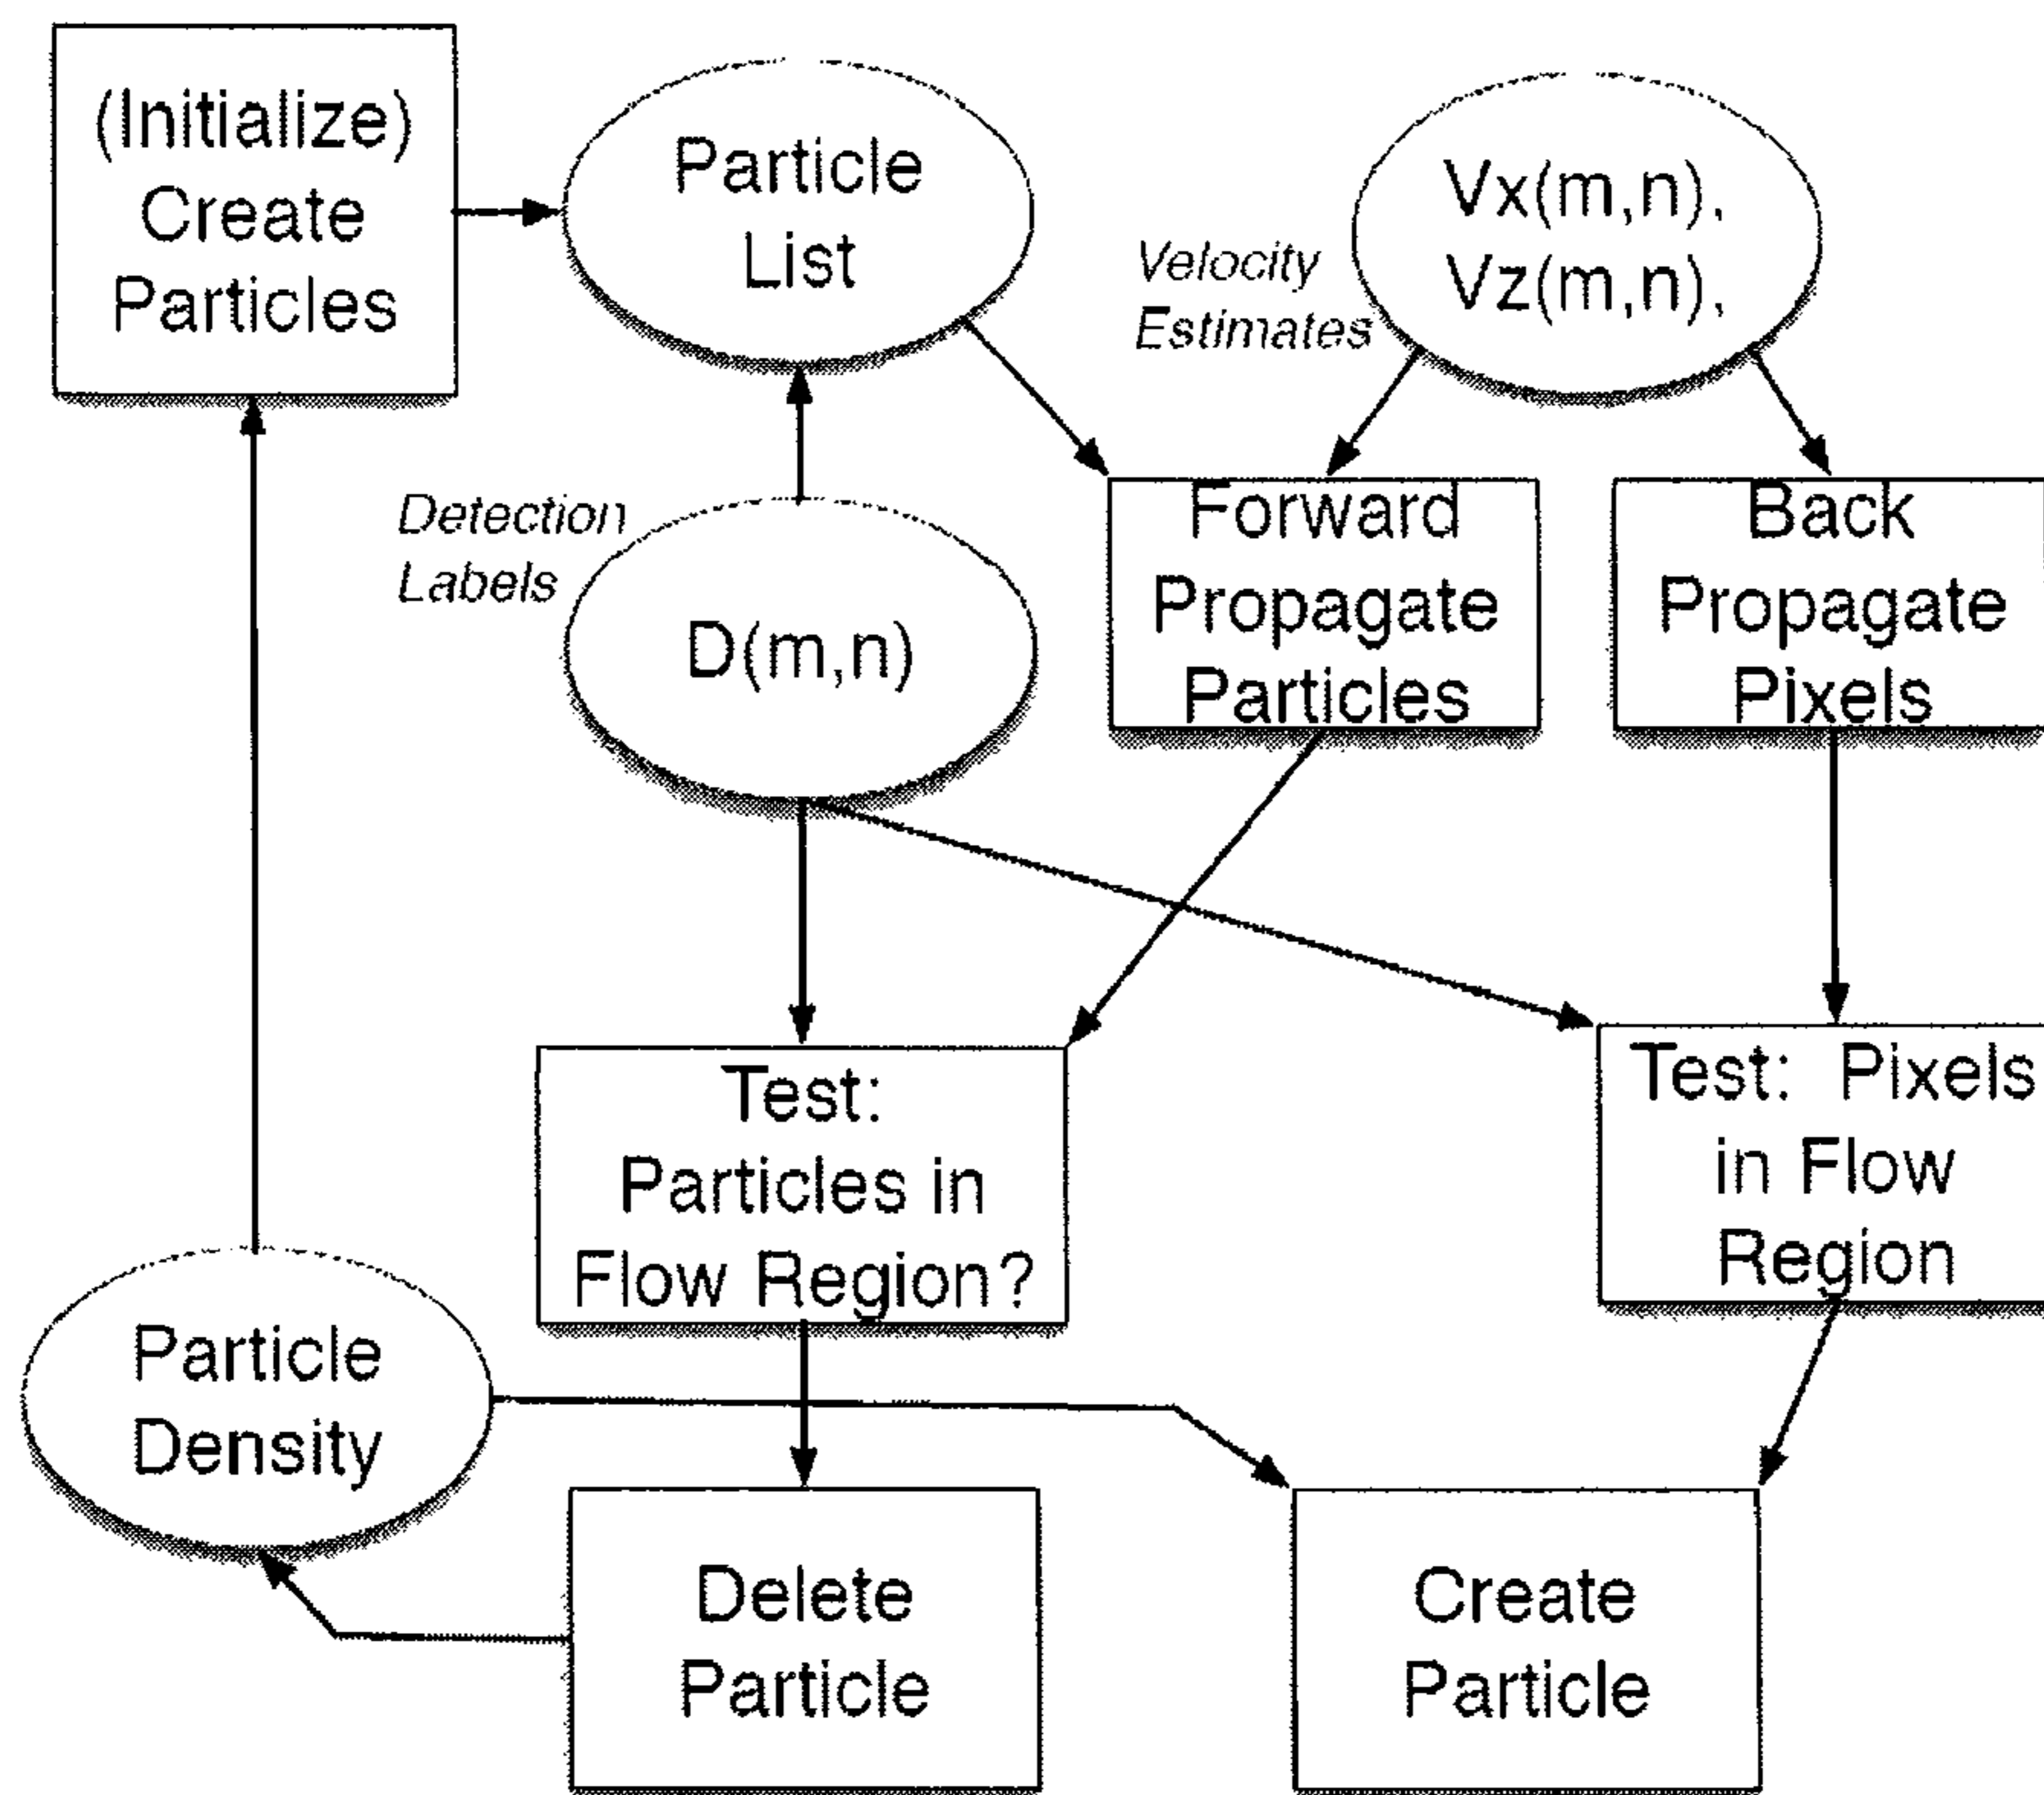 (Initialize)
Create
Particles
Particle
List
Vx(m,n),
Vz(m,n),
Velocity
Estimates
Detection
Labels
D(m,n)
Forward
Propagate
Particles
Back
Propagate
Pixels
Test:
Particles in
Flow Region?
Test: Pixels
in Flow
Region
Particle
Density
Delete
Particle
Create
Particle